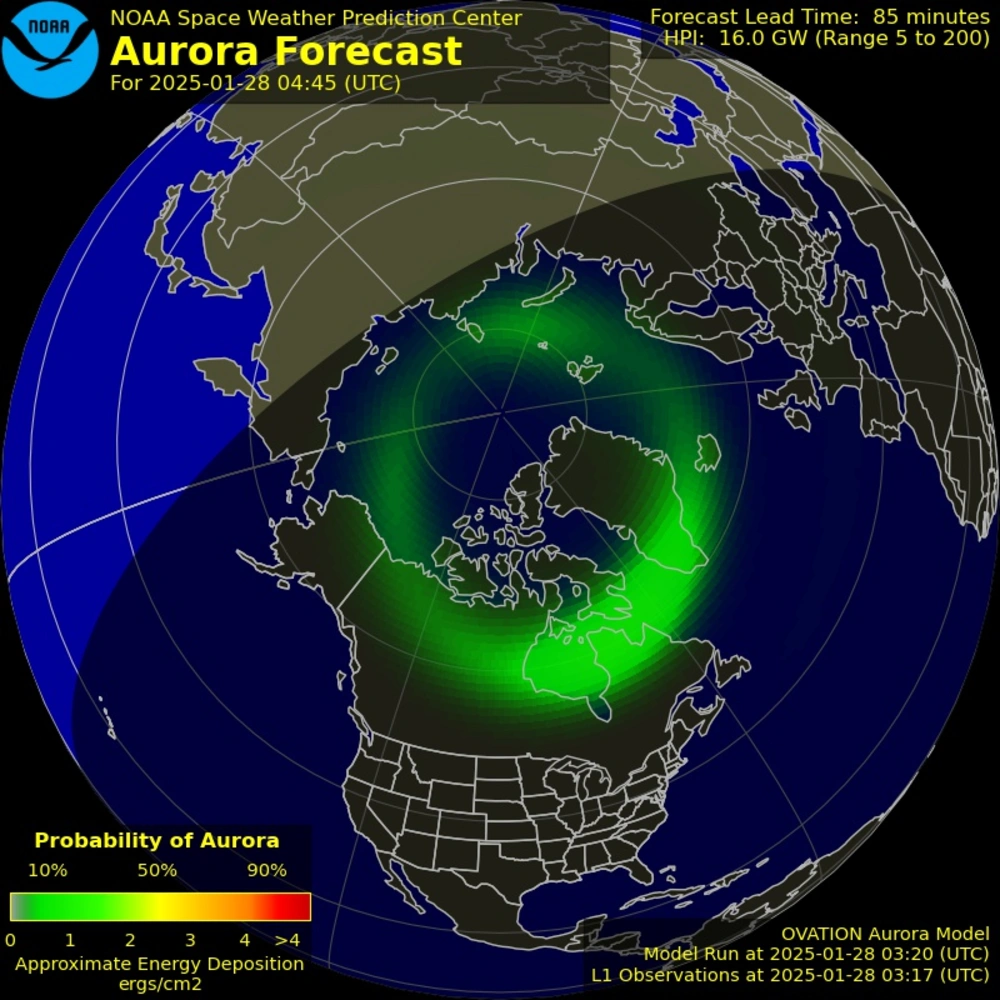 NOAA
NOAA Space Weather Prediction Center
Aurora Forecast
For 2025-01-28 04:45 (UTC)
Forecast Lead Time: 85 minutes
HPI: 16.0 GW (Range 5 to 200)
Probability of Aurora
10% 50% 90%
0 1 2 3 4 >4
Approximate Energy Deposition
ergs/cm2
OVATION Aurora Model
Model Run at 2025-01-28 03:20 (UTC)
L1 Observations at 2025-01-28 03:17 (UTC)